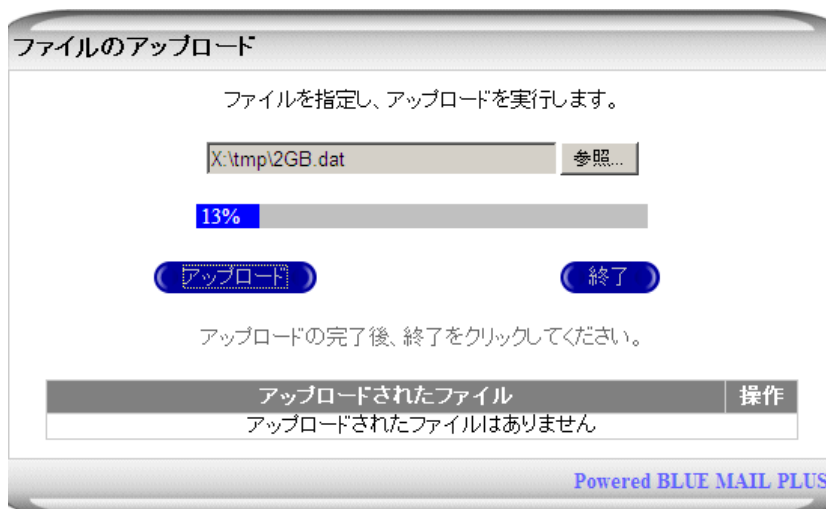 ファイルのアップロード
ファイルを指定し、アップロードを実行します。
X:\tmp\2GB.dat 参照...
13%
アップロード 終了
アップロードの完了後、終了をクリックしてください。
アップロードされたファイル 操作
アップロードされたファイルはありません
Powered BLUE MAIL PLUS